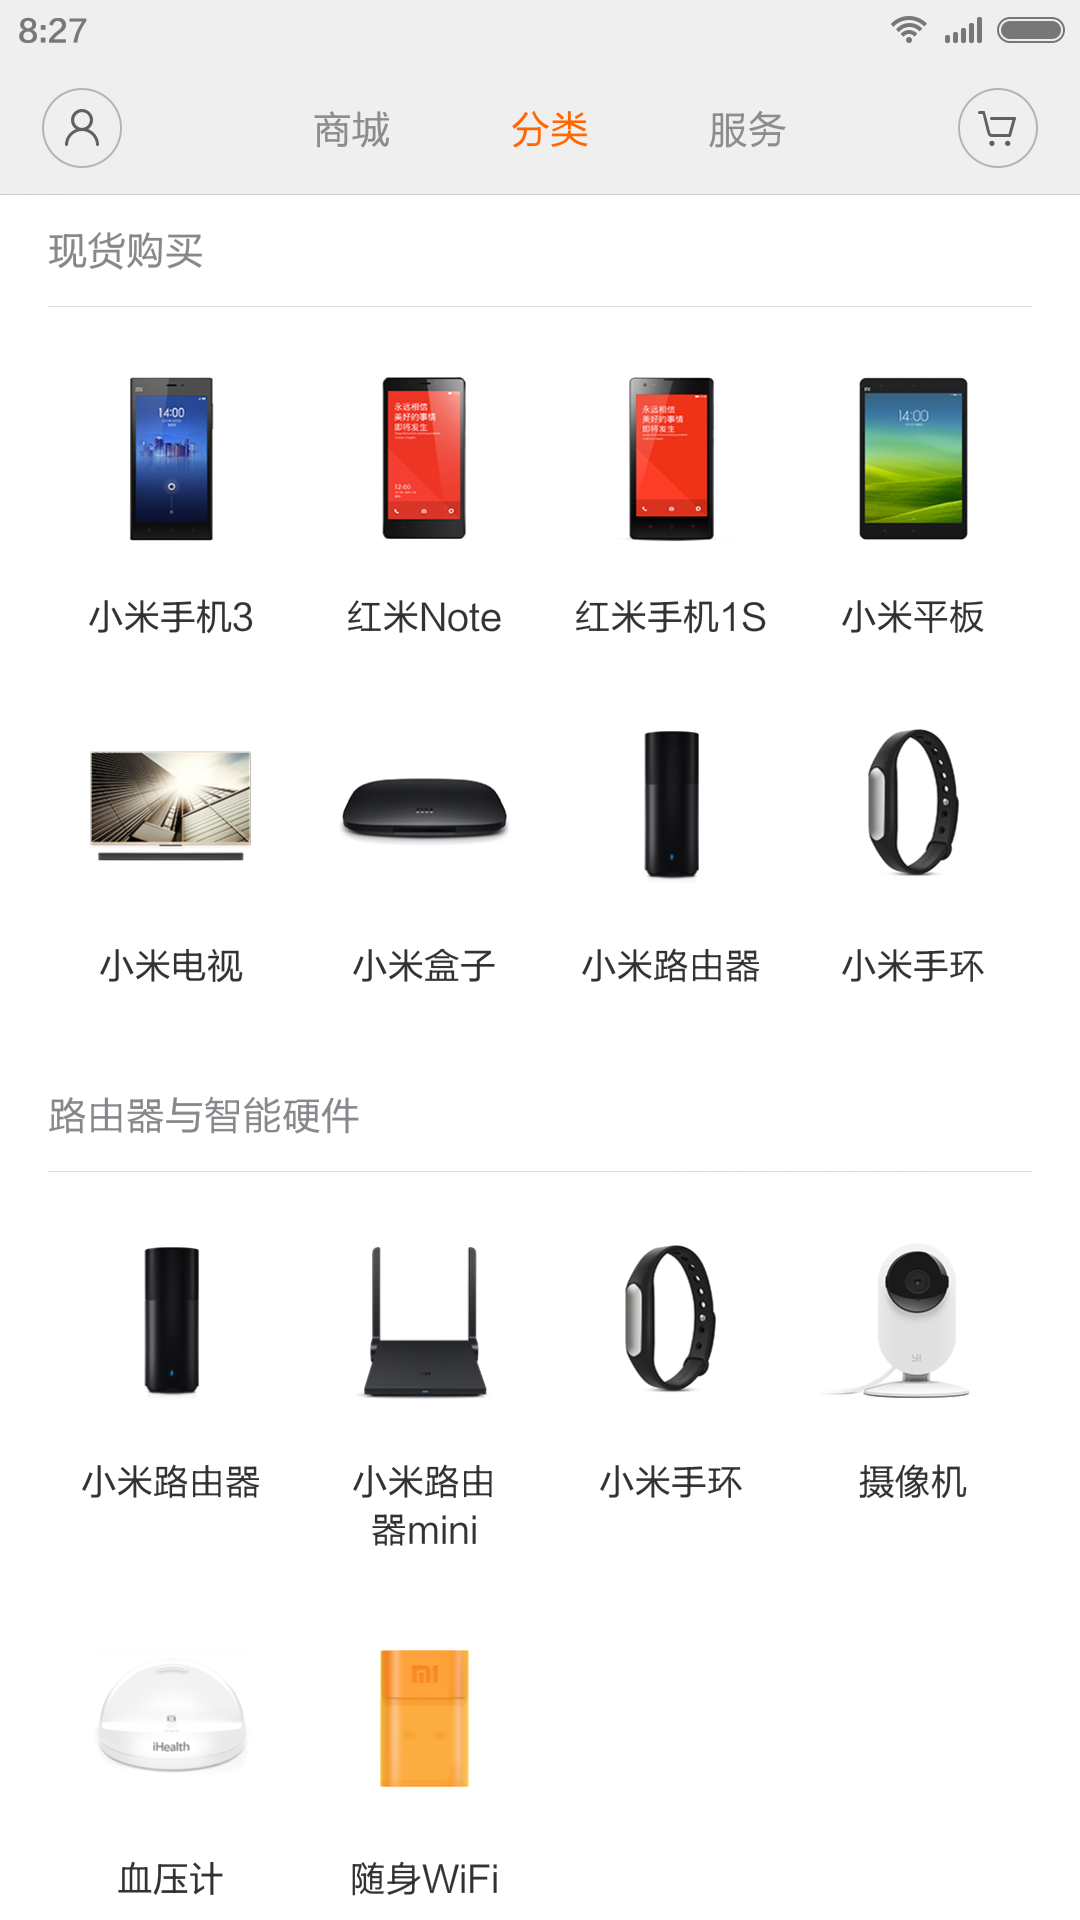 8:27
商城
分类
服务
现货购买
14:00
永远相信
美好的事情
即将发生
12:00
永远相信
美好的事情
即将发生
14:00
小米手机3
红米Note
红米手机1S
小米平板
小米电视
小米盒子
小米路由器
小米手环
路由器与智能硬件
YI
小米路由器
小米路由
器mini
小米手环
摄像机
iHealth
mi
血压计
随身WiFi